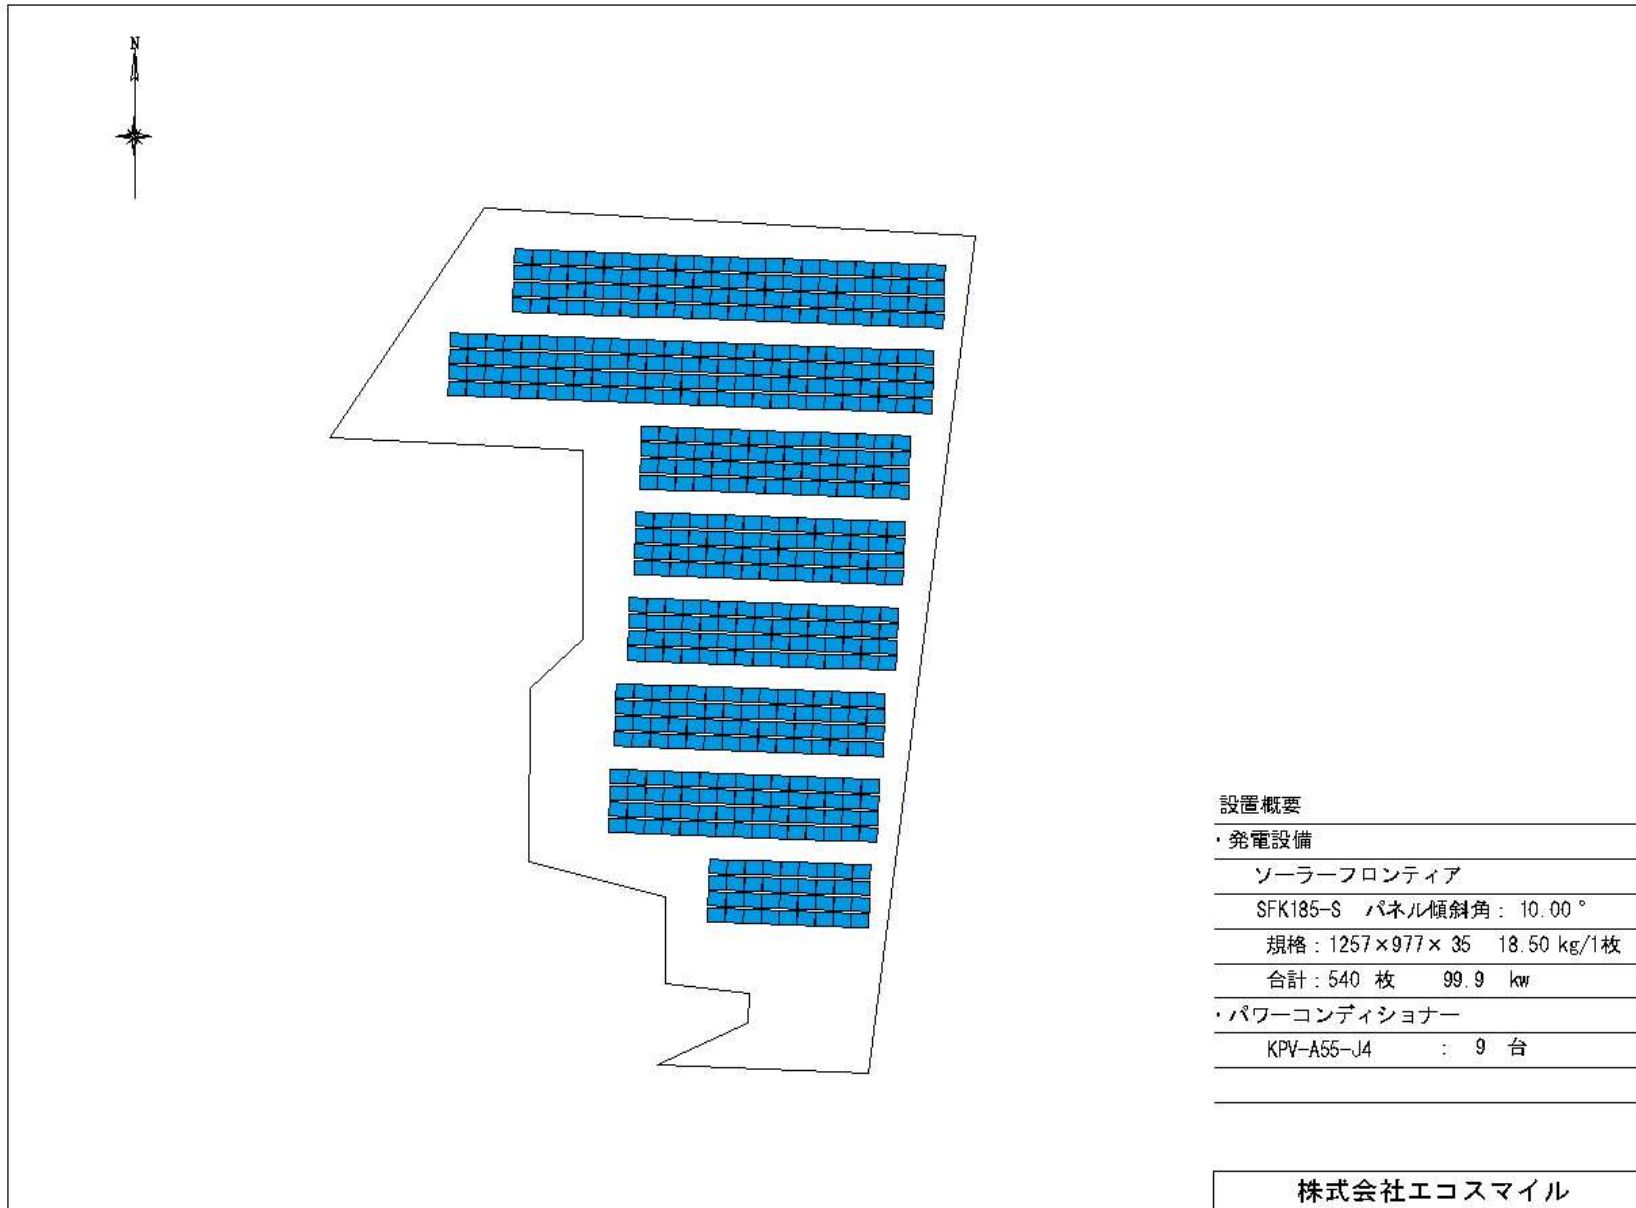 N
設置概要
・発電設備
ソーラーフロンティア
SFK185-S パネル傾斜角: 10.00°
規格:1257×977× 35 18.50 kg/1枚
合計:540 枚 99.9 kw
・パワーコンディショナー
KPV-A55-J4 : 9 台
株式会社エコスマイル